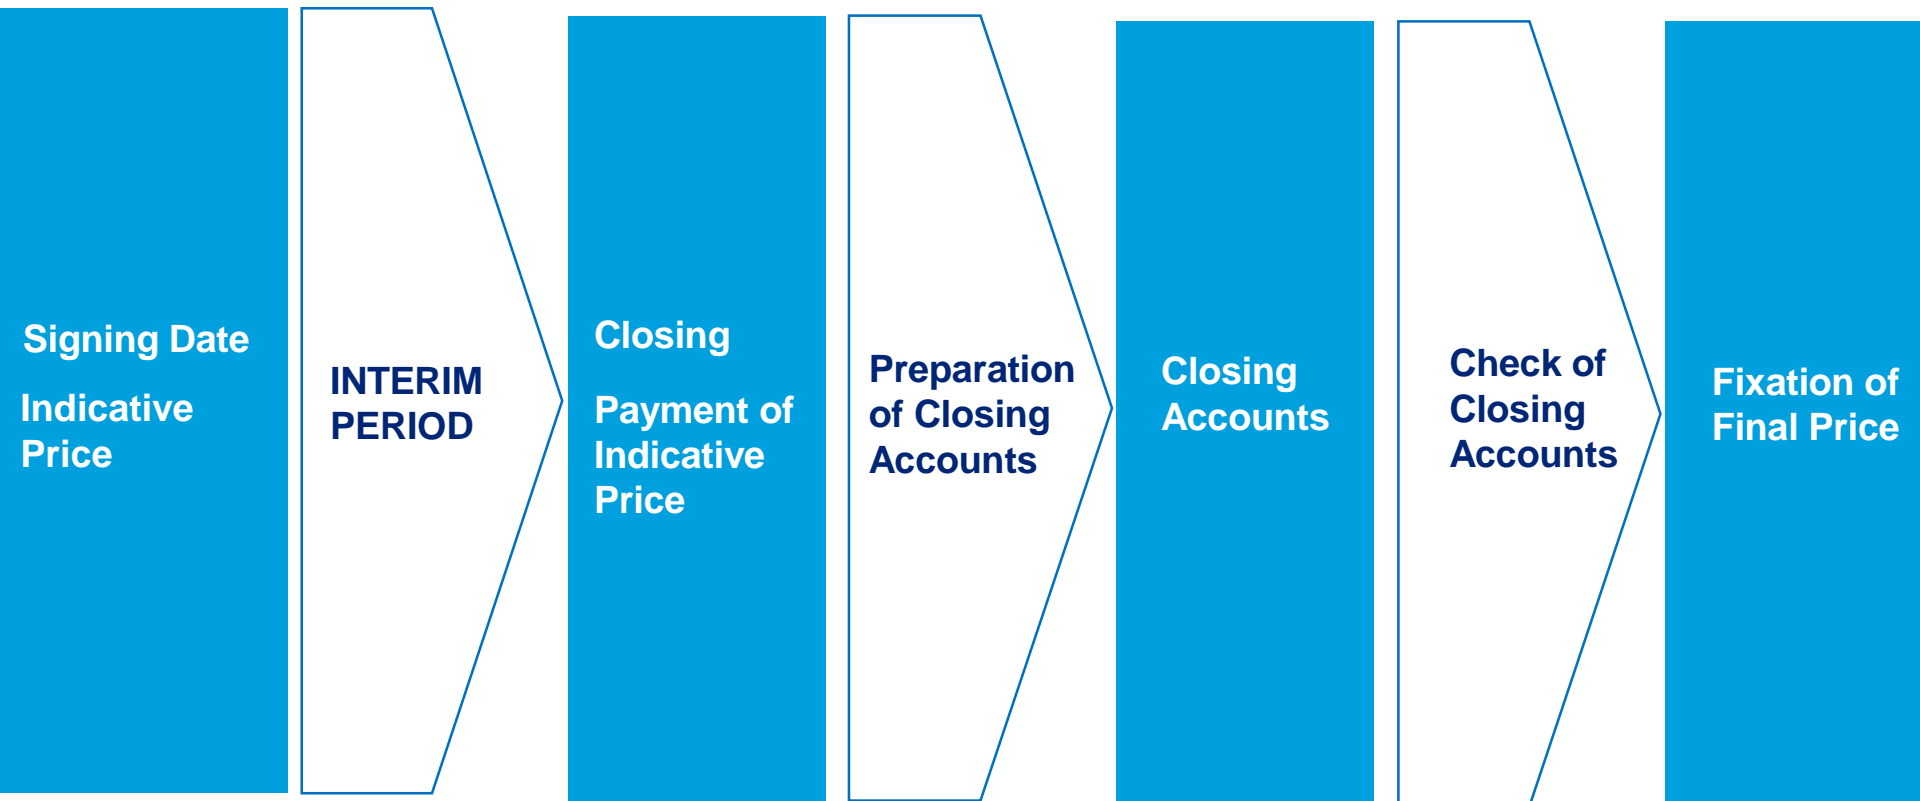 Signing Date
Indicative
Price
INTERIM
PERIOD
Closing
Payment of
Indicative
Price
Preparation
of Closing
Accounts
Closing
Accounts
Check of
Closing
Accounts
Fixation of
Final Price